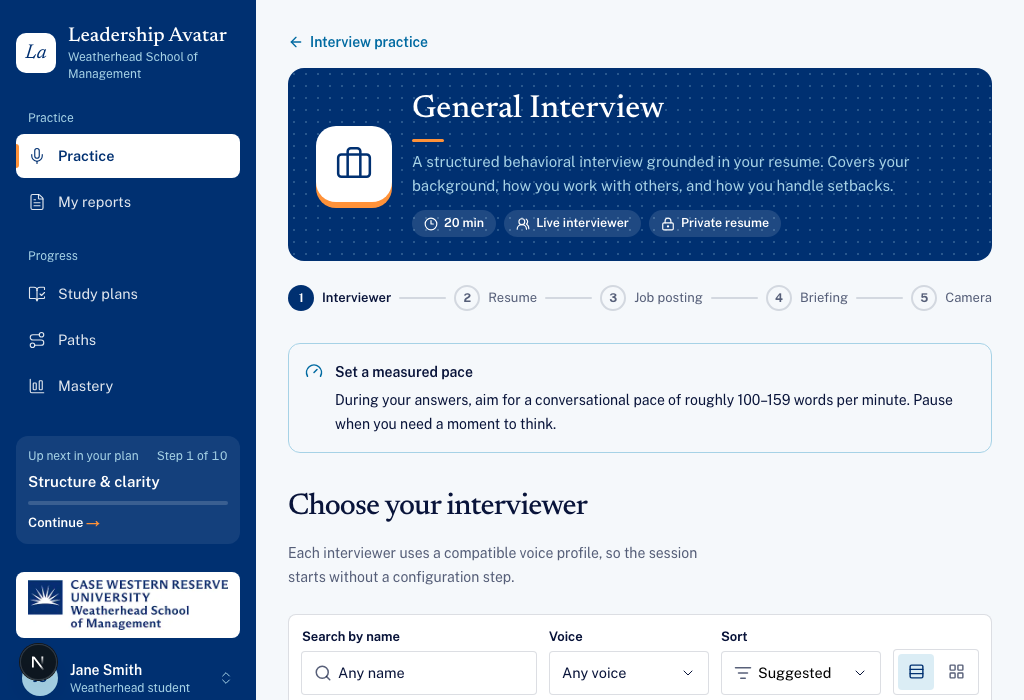 La
Leadership Avatar
Weatherhead School of
Management
Practice
Practice
My reports
Progress
Study plans
Paths
Mastery
Up next in your plan
Step 1 of 10
Structure & clarity
Continue →
CASE WESTERN RESERVE
UNIVERSITY
Weatherhead School
of Management
N
Jane Smith
Weatherhead student
← Interview practice
General Interview
A structured behavioral interview grounded in your resume. Covers your
background, how you work with others, and how you handle setbacks.
20 min
Live interviewer
Private resume
1 Interviewer
2 Resume
3 Job posting
4 Briefing
5 Camera
Set a measured pace
During your answers, aim for a conversational pace of roughly 100–159 words per minute. Pause
when you need a moment to think.
Choose your interviewer
Each interviewer uses a compatible voice profile, so the session
starts without a configuration step.
Search by name
Voice
Sort
Any name
Any voice
Suggested